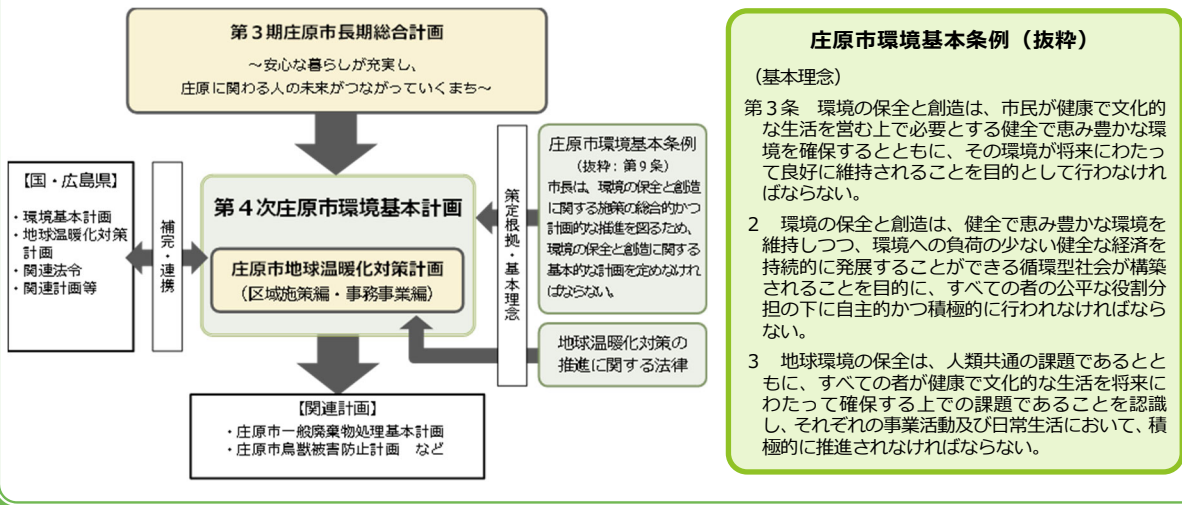 第3期庄原市長期総合計画
～安心な暮らしが充実し、
庄原に関わる人の未来がつながっていくまち～
【国・広島県】
・環境基本計画
・地球温暖化対策
計画
・関連法令
・関連計画等
補完・連携
第4次庄原市環境基本計画
庄原市地球温暖化対策計画
（区域施策編・事務事業編）
策定根拠・基本理念
庄原市環境基本条例
（抜粋：第9条）
市長は、環境の保全と創造
に関する施策の総合的かつ
計画的な推進を図るため、
環境の保全と創造に関する
基本的な計画を定めなけれ
ばならない。
地球温暖化対策の
推進に関する法律
【関連計画】
・庄原市一般廃棄物処理基本計画
・庄原市鳥獣被害防止計画　など
庄原市環境基本条例（抜粋）
（基本理念）
第3条　環境の保全と創造は、市民が健康で文化的
な生活を営む上で必要とする健全で恵み豊かな環
境を確保するとともに、その環境が将来にわたっ
て良好に維持されることを目的として行わなけれ
ばならない。
2　環境の保全と創造は、健全で恵み豊かな環境を
維持しつつ、環境への負荷の少ない健全な経済を
持続的に発展することができる循環型社会が構築
されることを目的に、すべての者の公平な役割分
担の下に自主的かつ積極的に行われなければなら
ない。
3　地球環境の保全は、人類共通の課題であるとと
もに、すべての者が健康で文化的な生活を将来に
わたって確保する上での課題であることを認識
し、それぞれの事業活動及び日常生活において、積
極的に推進されなければならない。